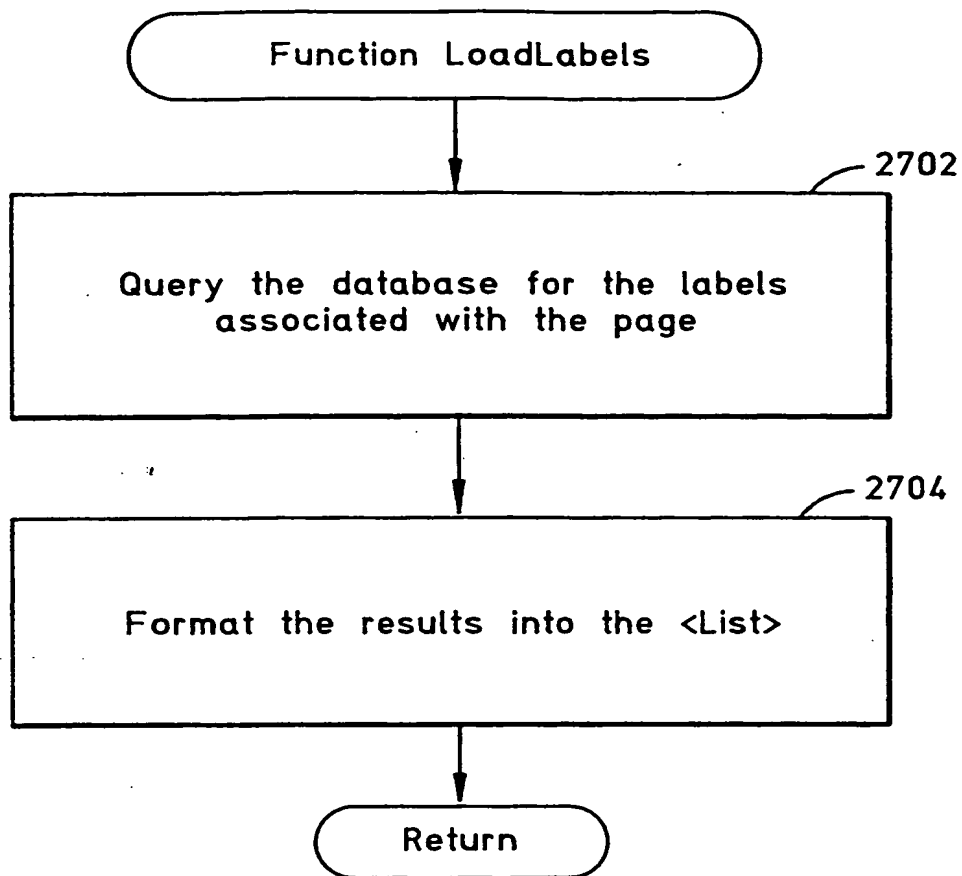 Function LoadLabels
2702
Query the database for the labels
associated with the page
2704
Format the results into the <List>
Return